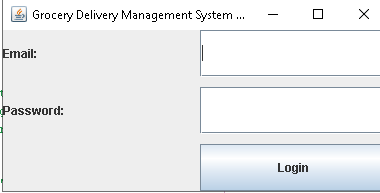 Grocery Delivery Management System ...
Email:
Password:
Login